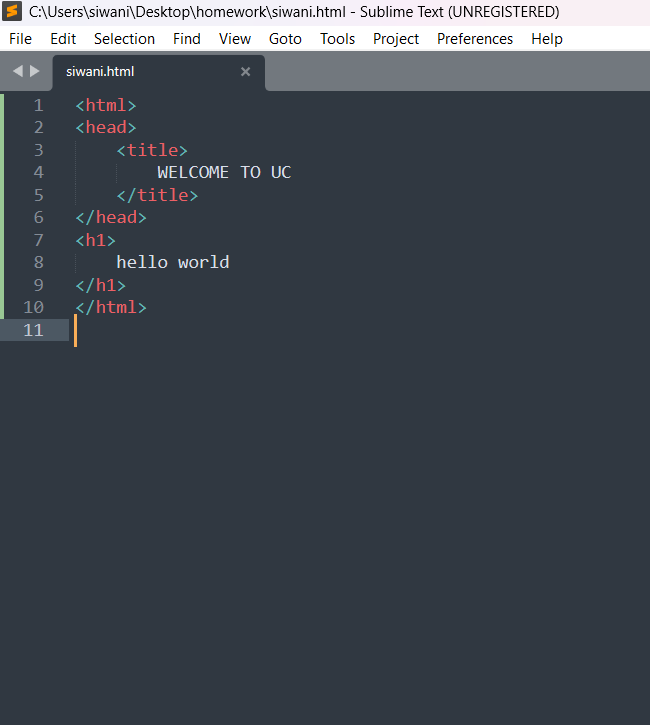 C:\Users\siwani\Desktop\homework\siwani.html - Sublime Text (UNREGISTERED)
File Edit Selection Find View Goto Tools Project Preferences Help
siwani.html
1 <html>
2 <head>
3 <title>
4 WELCOME TO UC
5 </title>
6 </head>
7 <h1>
8 hello world
9 </h1>
10 </html>
11